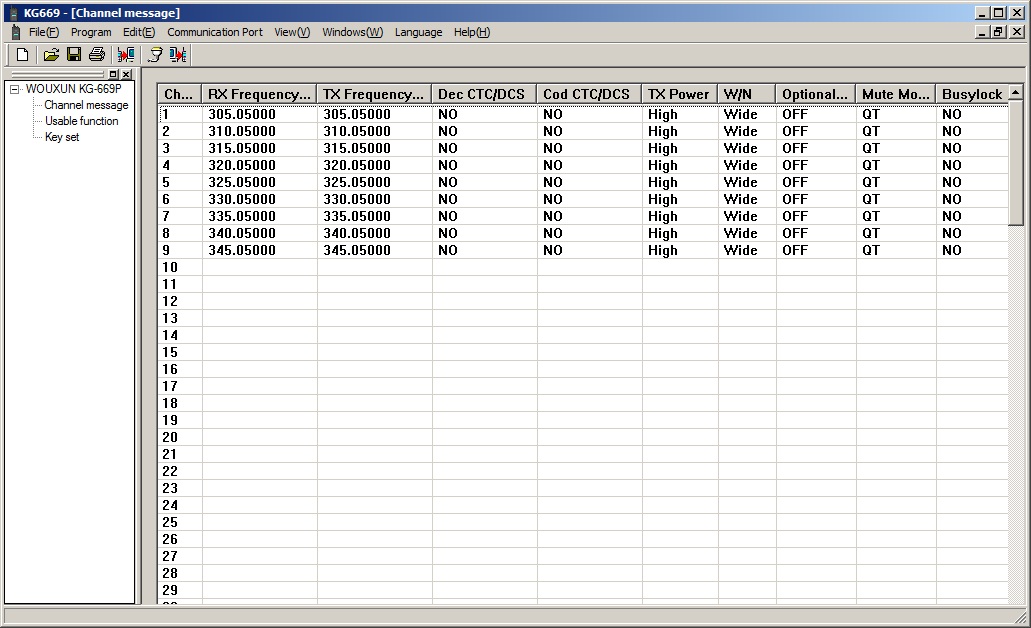 KG669 - [Channel message]
File(F) Program Edit(E) Communication Port View(V) Windows(W) Language Help(H)
WOUXUN KG-669P
Channel message
Usable function
Key set
Ch... RX Frequency... TX Frequency... Dec CTC/DCS Cod CTC/DCS TX Power W/N Optional... Mute Mo... Busylock
1 305.05000 305.05000 NO NO High Wide OFF QT NO
2 310.05000 310.05000 NO NO High Wide OFF QT NO
3 315.05000 315.05000 NO NO High Wide OFF QT NO
4 320.05000 320.05000 NO NO High Wide OFF QT NO
5 325.05000 325.05000 NO NO High Wide OFF QT NO
6 330.05000 330.05000 NO NO High Wide OFF QT NO
7 335.05000 335.05000 NO NO High Wide OFF QT NO
8 340.05000 340.05000 NO NO High Wide OFF QT NO
9 345.05000 345.05000 NO NO High Wide OFF QT NO
10
11
12
13
14
15
16
17
18
19
20
21
22
23
24
25
26
27
28
29